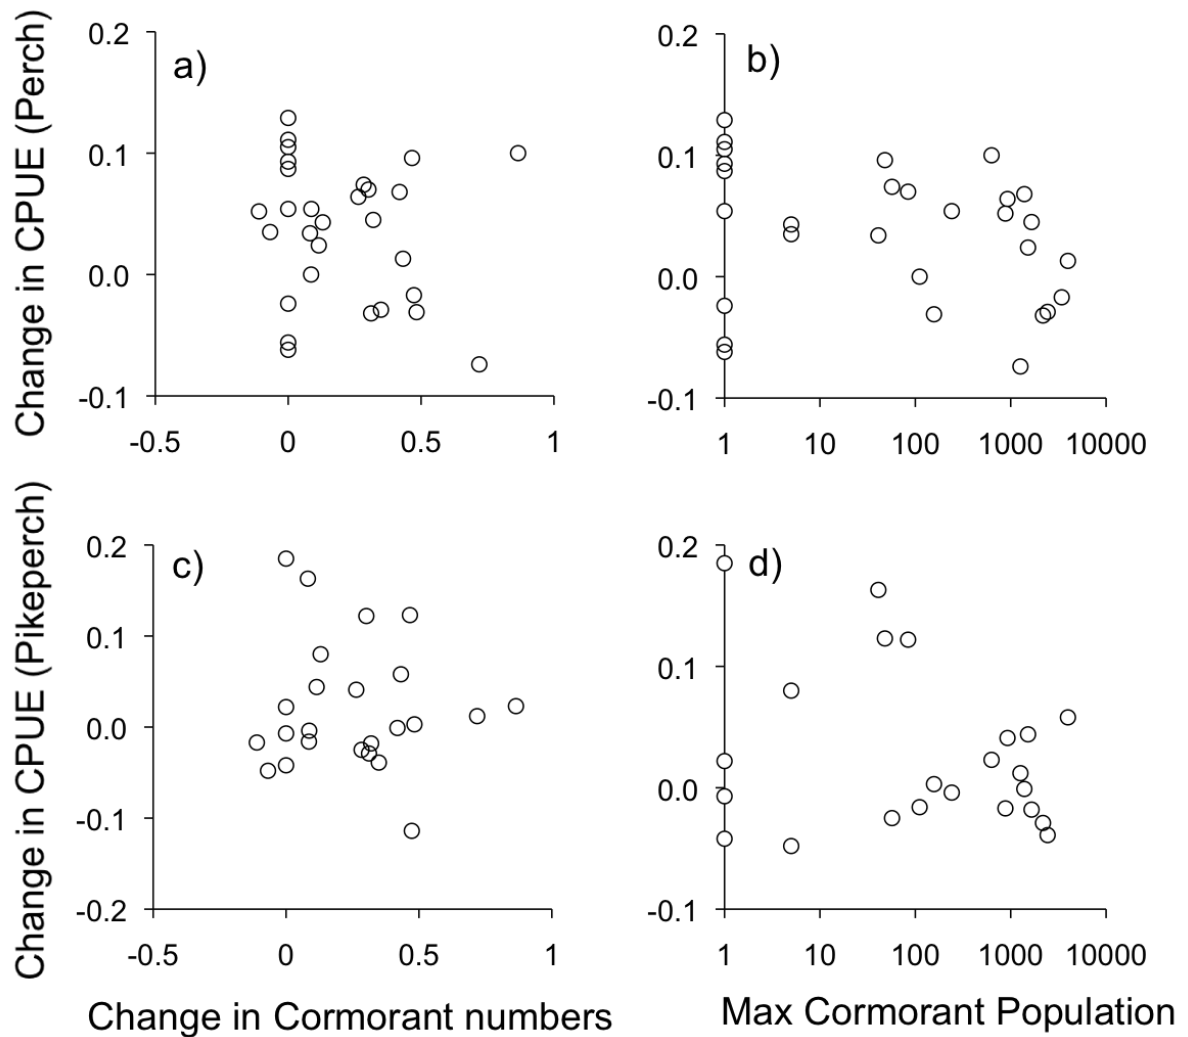 Change in CPUE (Perch)
0.2
0.1
0.0
-0.1
a)
-0.5 0 0.5 1
0.2
0.1
0.0
-0.1
b)
1 10 100 1000 10000
Change in CPUE (Pikeperch)
0.2
0.1
0.0
-0.1
-0.2
c)
-0.5 0 0.5 1
Change in Cormorant numbers
0.2
0.1
0.0
-0.1
d)
1 10 100 1000 10000
Max Cormorant Population